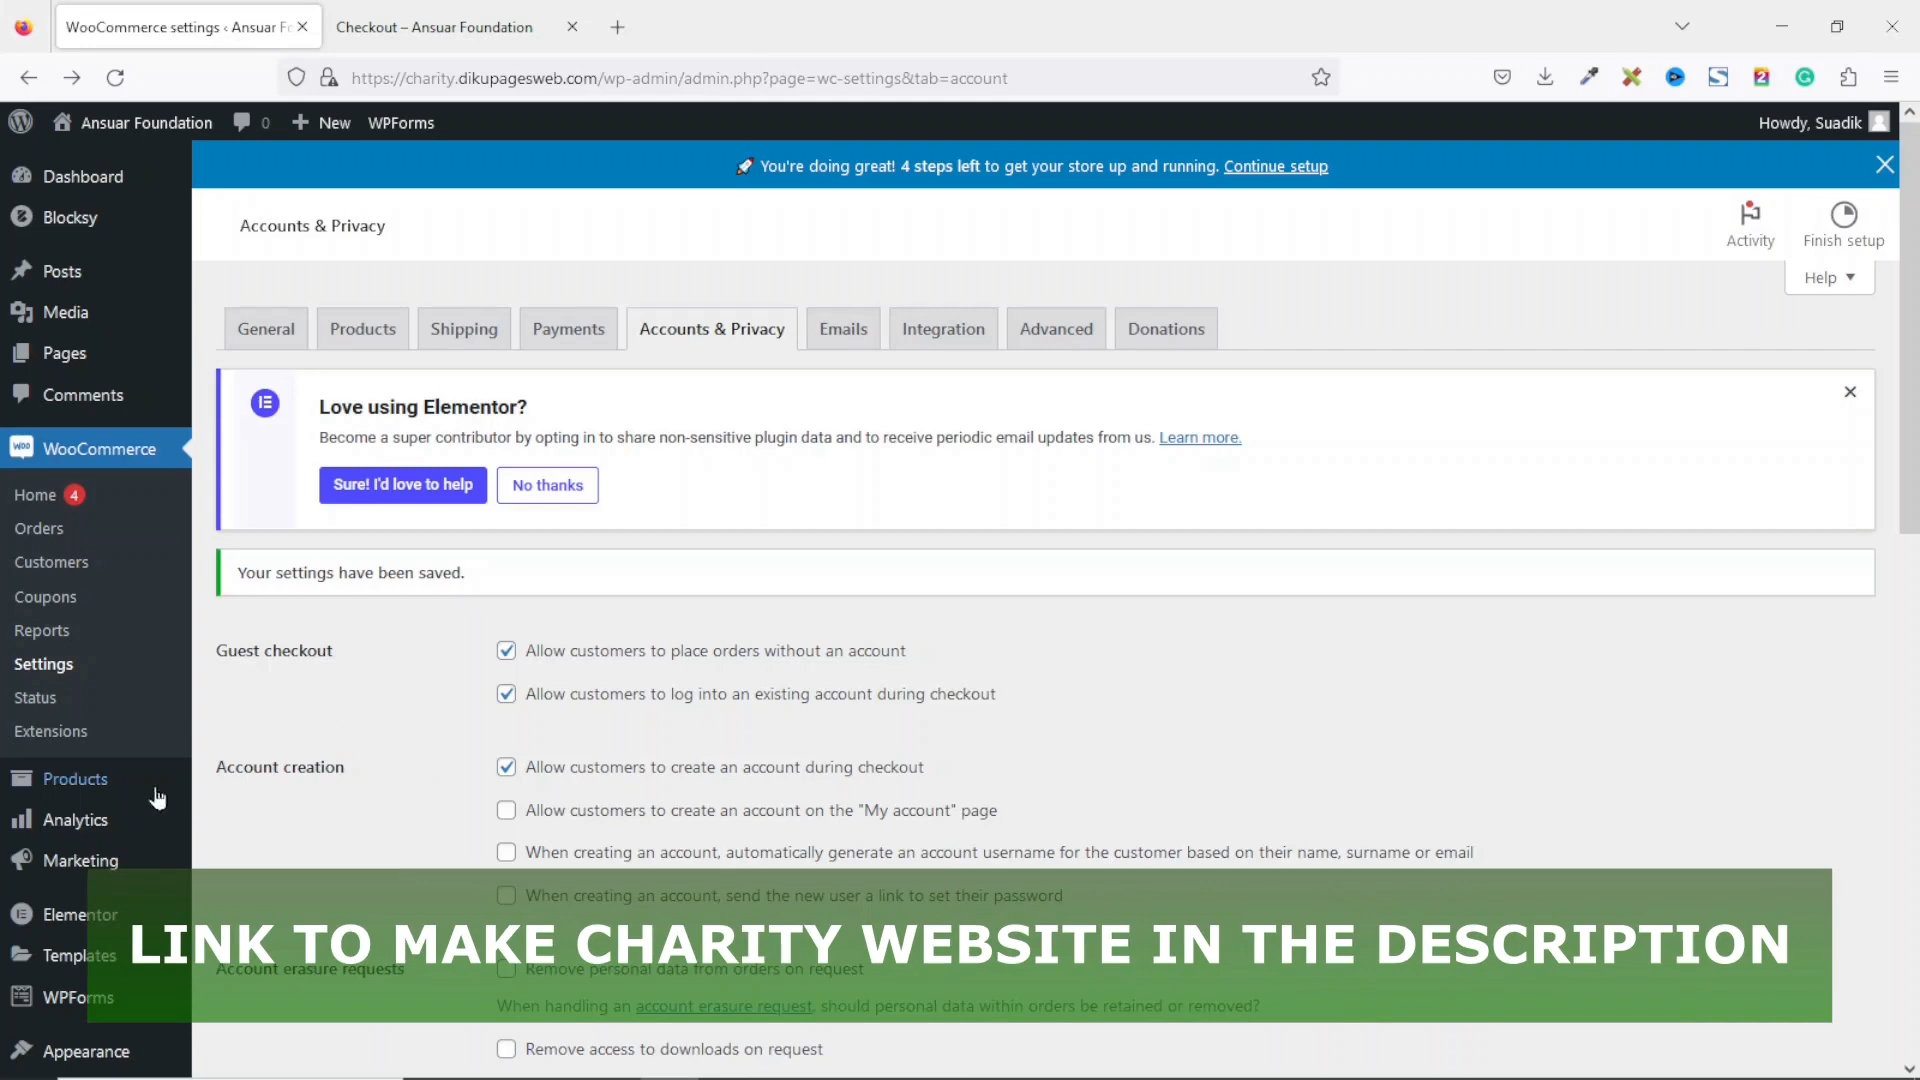 WooCommerce settings ‹ Ansuar Fo
Checkout – Ansuar Foundation
https://charity.dikupagesweb.com/wp-admin/admin.php?page=wc-settings&tab=account
Ansuar Foundation
0
New
WPForms
Howdy, Suadik
You're doing great! 4 steps left to get your store up and running. Continue setup
Dashboard
Blocksy
Posts
Media
Pages
Comments
WooCommerce
Home 4
Orders
Customers
Coupons
Reports
Settings
Status
Extensions
Products
Analytics
Marketing
Elementor
Templates
WPForms
Appearance
Accounts & Privacy
Activity
Finish setup
Help
General
Products
Shipping
Payments
Accounts & Privacy
Emails
Integration
Advanced
Donations
Love using Elementor?
Become a super contributor by opting in to share non-sensitive plugin data and to receive periodic email updates from us. Learn more.
Sure! I'd love to help
No thanks
Your settings have been saved.
Guest checkout
Allow customers to place orders without an account
Allow customers to log into an existing account during checkout
Account creation
Allow customers to create an account during checkout
Allow customers to create an account on the "My account" page
When creating an account, automatically generate an account username for the customer based on their name, surname or email
When creating an account, send the new user a link to set their password
LINK TO MAKE CHARITY WEBSITE IN THE DESCRIPTION
Account erasure requests
Remove personal data from orders on request
When handling an account erasure request, should personal data within orders be retained or removed?
Remove access to downloads on request